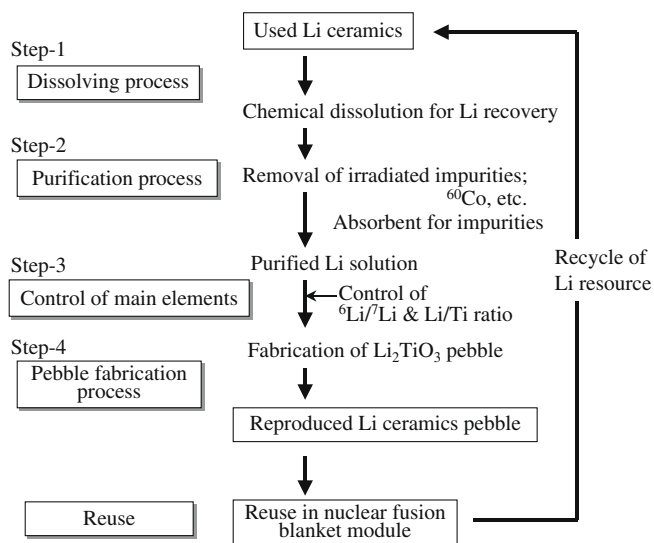 Used Li ceramics
Step-1
Dissolving process
Chemical dissolution for Li recovery
Step-2
Purification process
Removal of irradiated impurities;
⁶⁰Co, etc.
Absorbent for impurities
Step-3
Purified Li solution
Control of main elements
Control of
⁶Li/⁷Li & Li/Ti ratio
Recycle of
Li resource
Step-4
Fabrication of Li₂TiO₃ pebble
Pebble fabrication
process
Reproduced Li ceramics pebble
Reuse
Reuse in nuclear fusion
blanket module